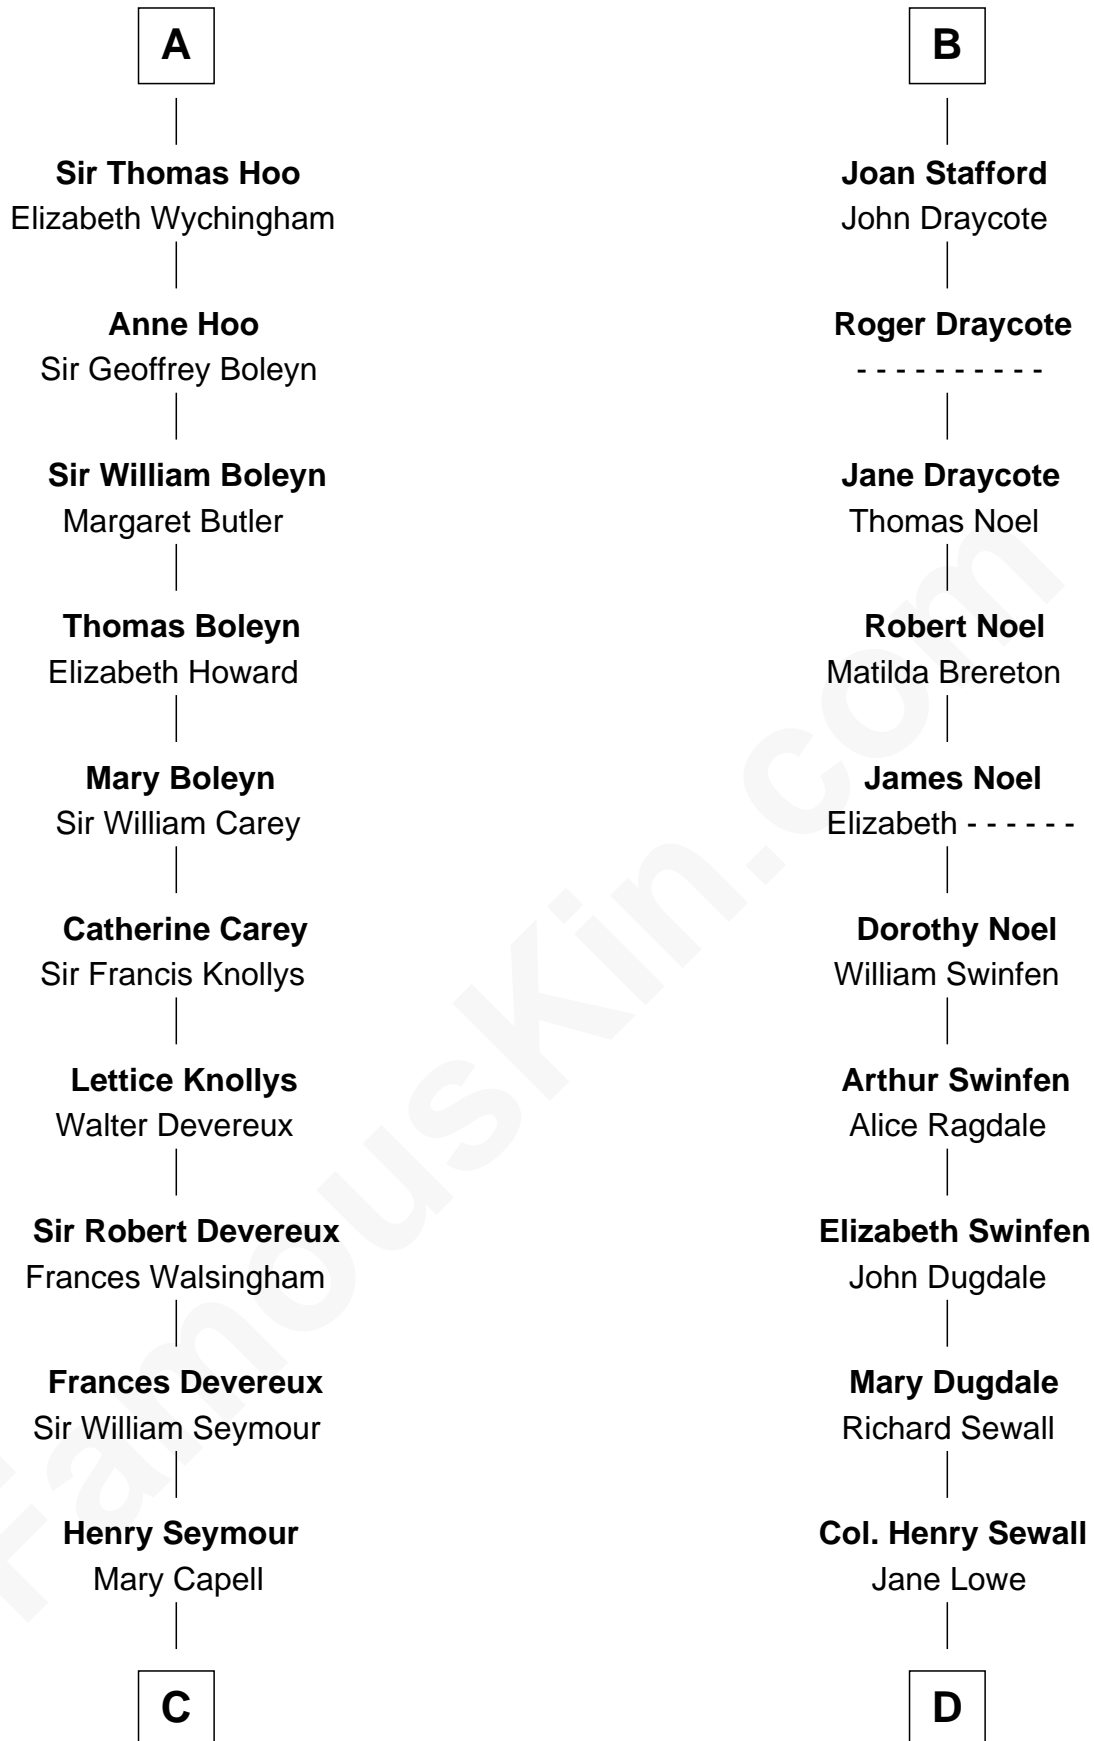 A
Sir Thomas Hoo
Elizabeth Wychingham
Anne Hoo
Sir Geoffrey Boleyn
Sir William Boleyn
Margaret Butler
Thomas Boleyn
Elizabeth Howard
Mary Boleyn
Sir William Carey
Catherine Carey
Sir Francis Knollys
Lettice Knollys
Walter Devereux
Sir Robert Devereux
Frances Walsingham
Frances Devereux
Sir William Seymour
Henry Seymour
Mary Capell
C
B
Joan Stafford
John Draycote
Roger Draycote
- - - - - - - - - -
Jane Draycote
Thomas Noel
Robert Noel
Matilda Brereton
James Noel
Elizabeth - - - - - -
Dorothy Noel
William Swinfen
Arthur Swinfen
Alice Ragdale
Elizabeth Swinfen
John Dugdale
Mary Dugdale
Richard Sewall
Col. Henry Sewall
Jane Lowe
D
FamousKin.com